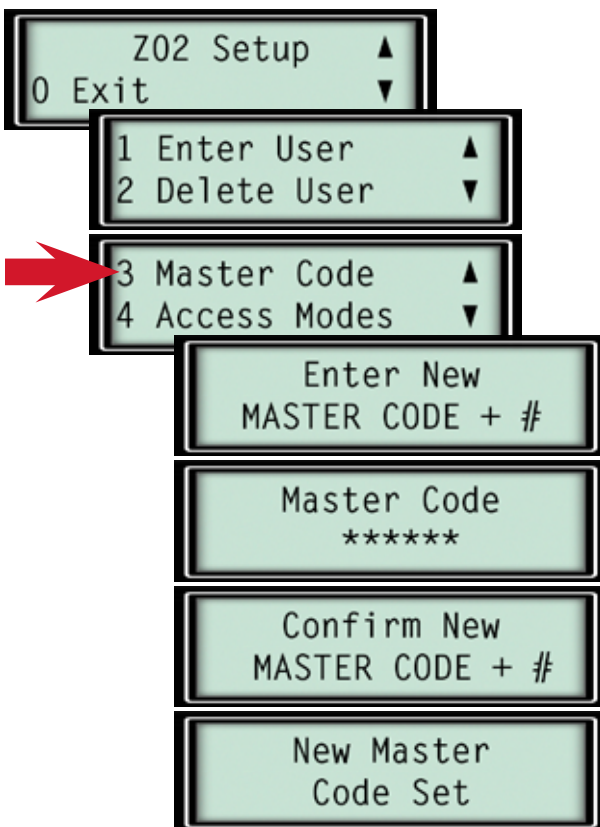 Z02 Setup ▲
0 Exit ▼
1 Enter User ▲
2 Delete User ▼
3 Master Code ▲
4 Access Modes ▼
Enter New
MASTER CODE + #
Master Code
******
Confirm New
MASTER CODE + #
New Master
Code Set